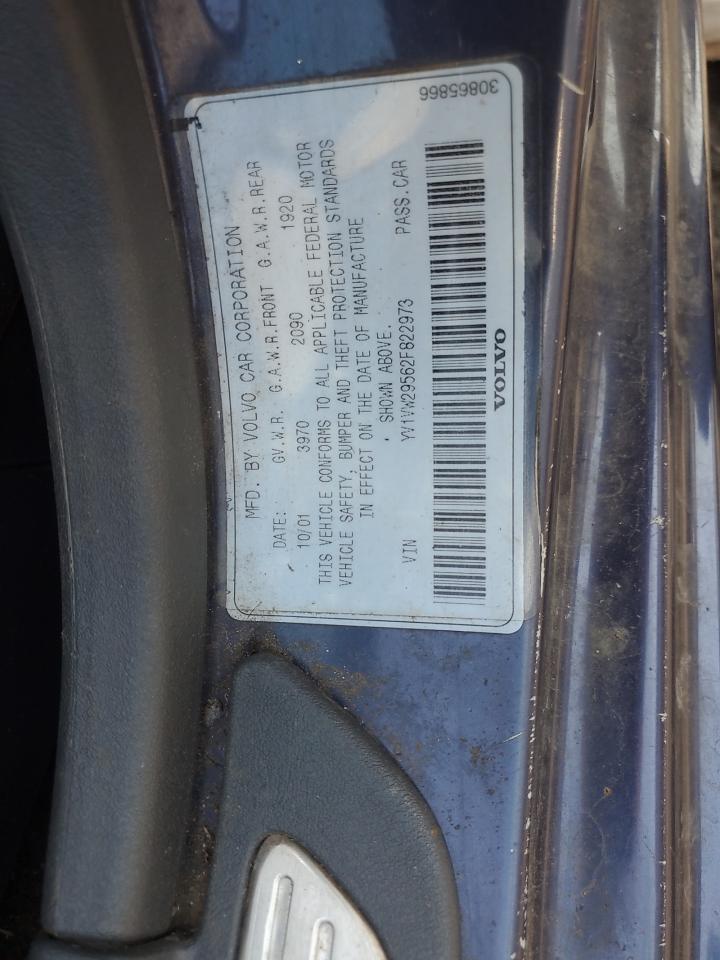 MFD. BY VOLVO CAR CORPORATION
DATE: GV.W.R. G.A.W.R.FRONT G.A.W.R.REAR
10/01 3970 2090 1920
THIS VEHICLE CONFORMS TO ALL APPLICABLE FEDERAL MOTOR
VEHICLE SAFETY, BUMPER AND THEFT PROTECTION STANDARDS
IN EFFECT ON THE DATE OF MANUFACTURE
SHOWN ABOVE.
VIN YV1VW29562F822973 PASS.CAR
VOLVO
30865866